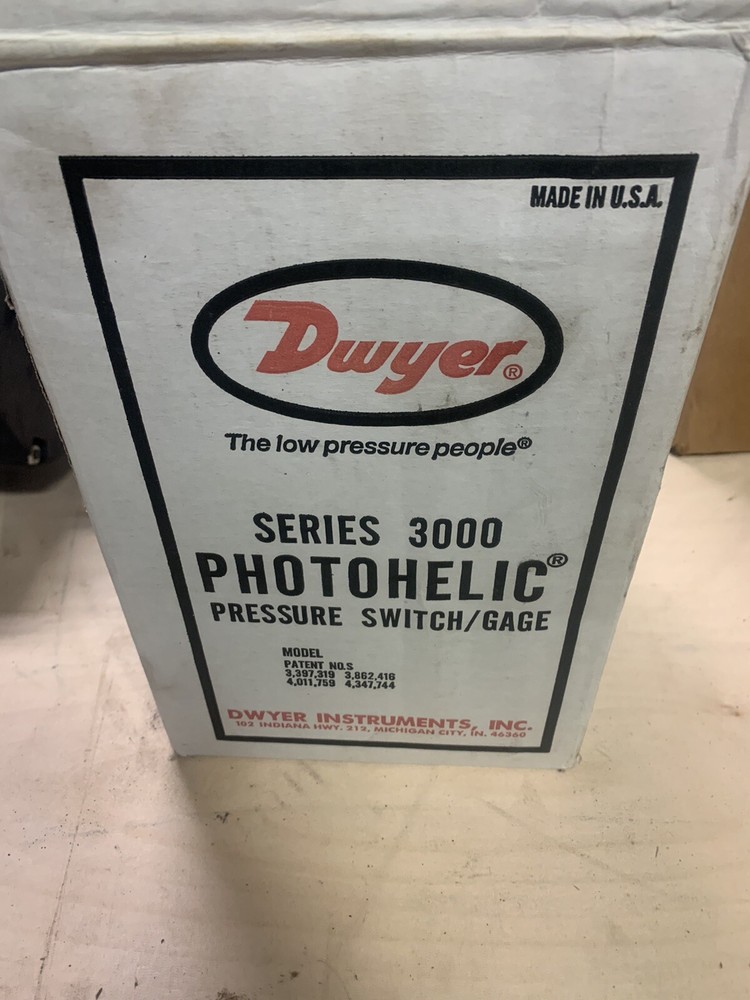 MADE IN U.S.A.
Dwyer®
The low pressure people®
SERIES 3000
PHOTOHELIC®
PRESSURE SWITCH/GAGE
MODEL
PATENT NO.S
3,397,319 3,862,416
4,011,759 4,347,744
DWYER INSTRUMENTS, INC.
102 INDIANA HWY. 212, MICHIGAN CITY, IN. 46360